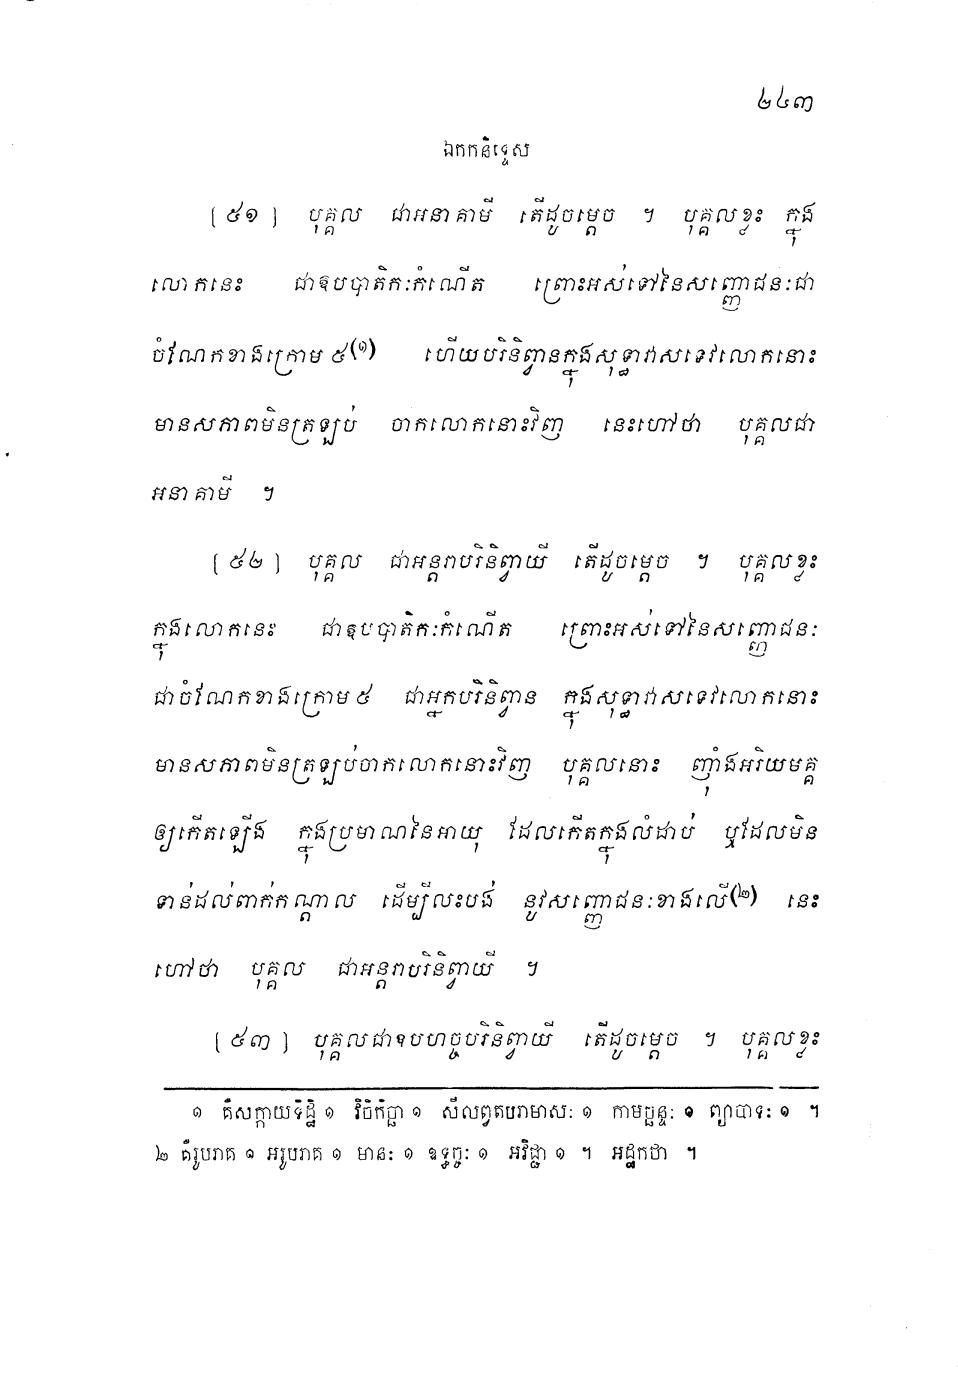 ២៤៣
ឯកកនិទ្ទេស
[ ៥១ ] បុគ្គល ជាអនាគាមី តើដូចម្ដេច ។ បុគ្គលខ្លះ ក្នុង
លោកនេះ ជាឧបបាតិកៈកំណើត ព្រោះអស់ទៅនៃសញ្ញោជនៈជា
ចំណែកខាងក្រោម ៥(១) ហើយបរិនិព្វានក្នុងសុទ្ធាវាសទេវលោកនោះ
មានសភាពមិនត្រឡប់ ចាកលោកនោះវិញ នេះហៅថា បុគ្គលជា
អនាគាមី ។
[ ៥២ ] បុគ្គល ជាអន្តរាបរិនិព្វាយី តើដូចម្ដេច ។ បុគ្គលខ្លះ
ក្នុងលោកនេះ ជាឧបបាតិកៈកំណើត ព្រោះអស់ទៅនៃសញ្ញោជនៈ
ជាចំណែកខាងក្រោម ៥ ជាអ្នកបរិនិព្វាន ក្នុងសុទ្ធាវាសទេវលោកនោះ
មានសភាពមិនត្រឡប់ចាកលោកនោះវិញ បុគ្គលនោះ ញុំាងអរិយមគ្គ
ឲ្យកើតឡើង ក្នុងប្រមាណនៃអាយុ ដែលកើតក្នុងលំដាប់ ឬដែលមិន
ទាន់ដល់ពាក់កណ្ដាល ដើម្បីលះបង់ នូវសញ្ញោជនៈខាងលើ(២) នេះ
ហៅថា បុគ្គល ជាអន្តរាបរិនិព្វាយី ។
[ ៥៣ ] បុគ្គលជាឧបហច្ចបរិនិព្វាយី តើដូចម្ដេច ។ បុគ្គលខ្លះ
១ គឺសក្កាយទិដ្ឋិ ១ វិចិកិច្ឆា ១ សីលព្វតបរាមាសៈ ១ កាមច្ឆន្ទៈ ១ ព្យាបាទៈ ១ ។
២ គឺរូបរាគ ១ អរូបរាគ ១ មានៈ ១ ឧទ្ធច្ចៈ ១ អវិជ្ជា ១ ។ អដ្ឋកថា ។